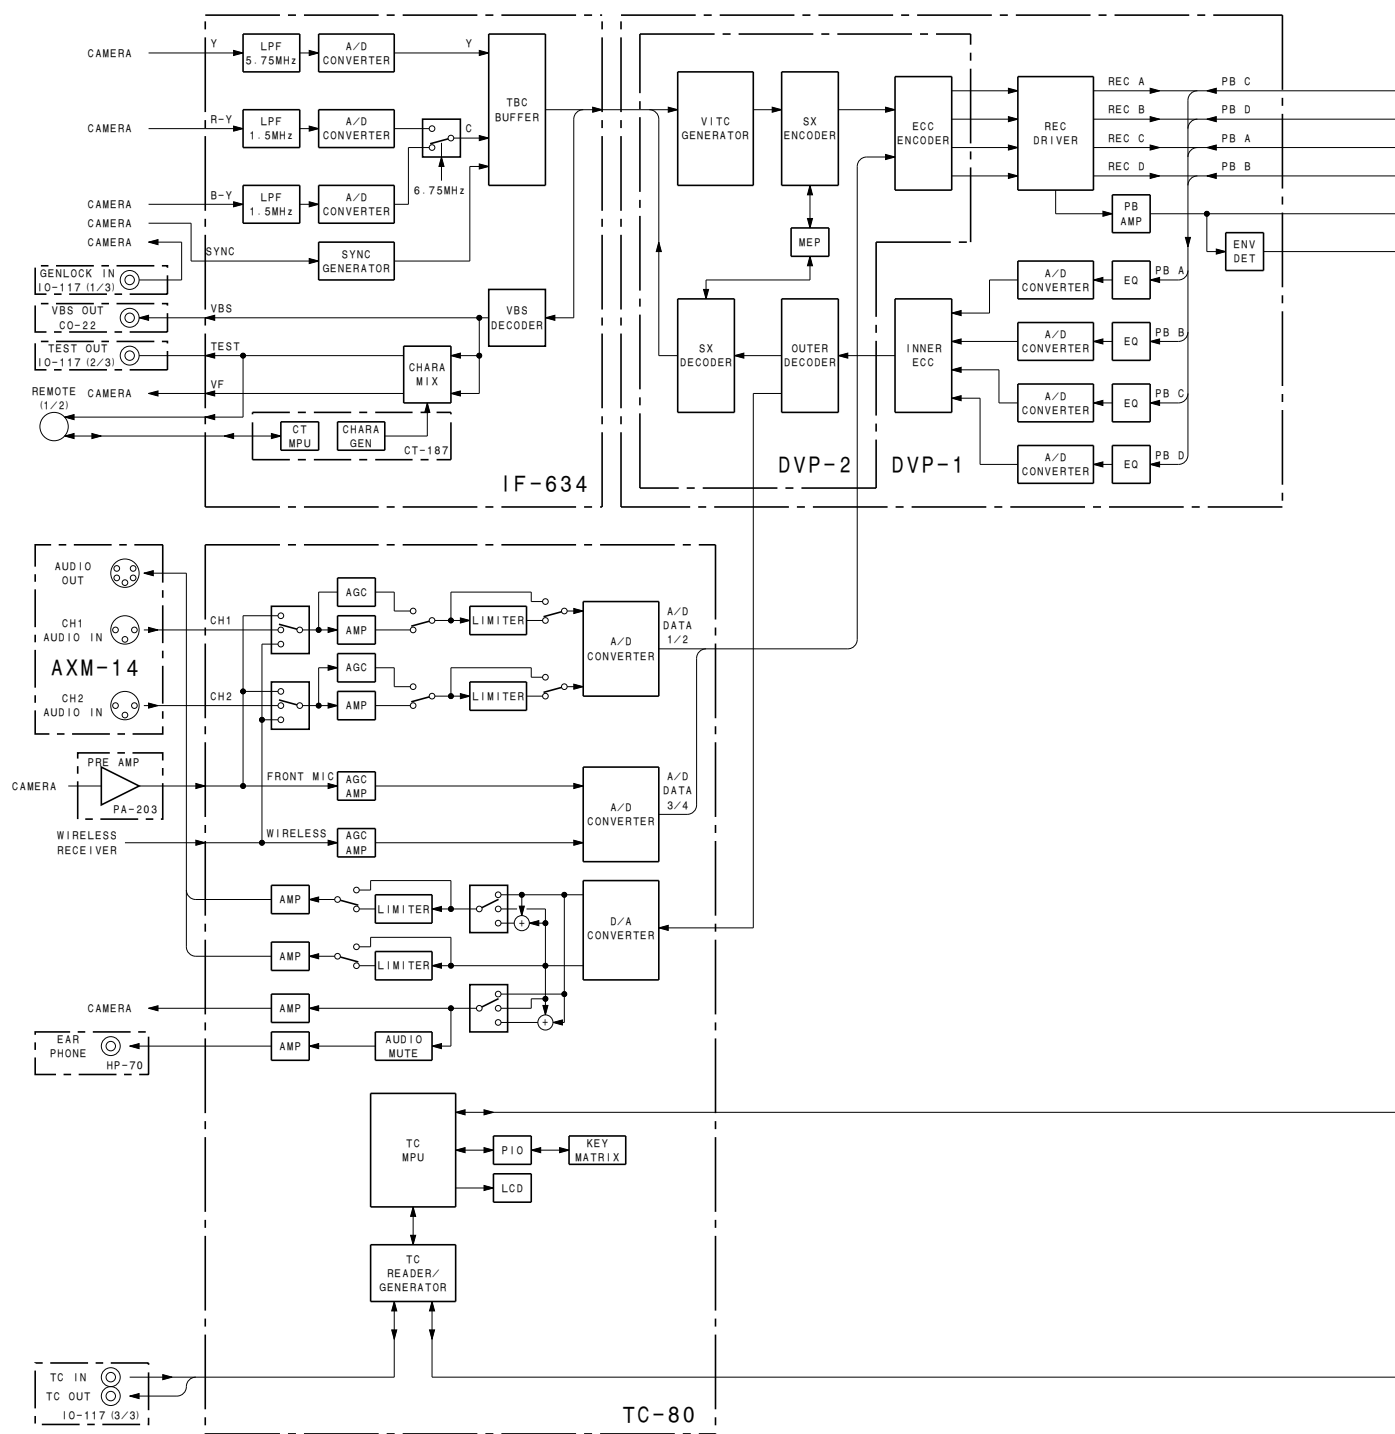 CAMERA
Y
LPF
5.75MHz
A/D
CONVERTER
Y
CAMERA
R-Y
LPF
1.5MHz
A/D
CONVERTER
C
6.75MHz
TBC
BUFFER
CAMERA
B-Y
LPF
1.5MHz
A/D
CONVERTER
CAMERA
CAMERA
SYNC
SYNC
GENERATOR
GENLOCK IN
IO-117 (1/3)
VBS OUT
CO-22
VBS
VBS
DECODER
TEST OUT
IO-117 (2/3)
TEST
CHARA
MIX
REMOTE
(1/2)
CAMERA
VF
CT
MPU
CHARA
GEN
CT-187
IF-634
VITC
GENERATOR
SX
ENCODER
ECC
ENCODER
REC
DRIVER
REC A
PB C
REC B
PB D
REC C
PB A
REC D
PB B
PB
AMP
MEP
ENV
DET
A/D
CONVERTER
EQ
PB A
SX
DECODER
OUTER
DECODER
INNER
ECC
A/D
CONVERTER
EQ
PB B
A/D
CONVERTER
EQ
PB C
A/D
CONVERTER
EQ
PB D
DVP-2
DVP-1
AUDIO
OUT
CH1
AUDIO IN
AXM-14
CH2
AUDIO IN
CH1
AGC
AMP
LIMITER
CH2
AGC
AMP
LIMITER
A/D
CONVERTER
A/D
DATA
1/2
CAMERA
PRE AMP
PA-203
FRONT MIC
AGC
AMP
A/D
CONVERTER
A/D
DATA
3/4
WIRELESS
RECEIVER
WIRELESS
AGC
AMP
AMP
LIMITER
+
D/A
CONVERTER
AMP
LIMITER
CAMERA
AMP
+
EAR
PHONE
HP-70
AMP
AUDIO
MUTE
TC
MPU
PIO
KEY
MATRIX
LCD
TC
READER/
GENERATOR
TC IN
TC OUT
IO-117 (3/3)
TC-80